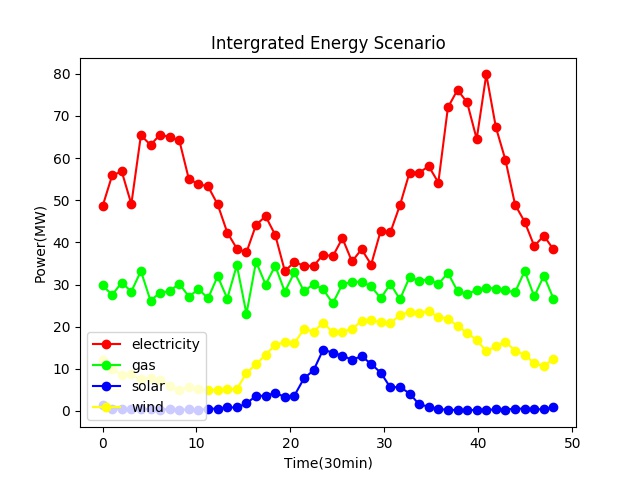 Intergrated Energy Scenario
Power(MW)
80
70
60
50
40
30
20
10
0
electricity
gas
solar
wind
0 10 20 30 40 50
Time(30min)